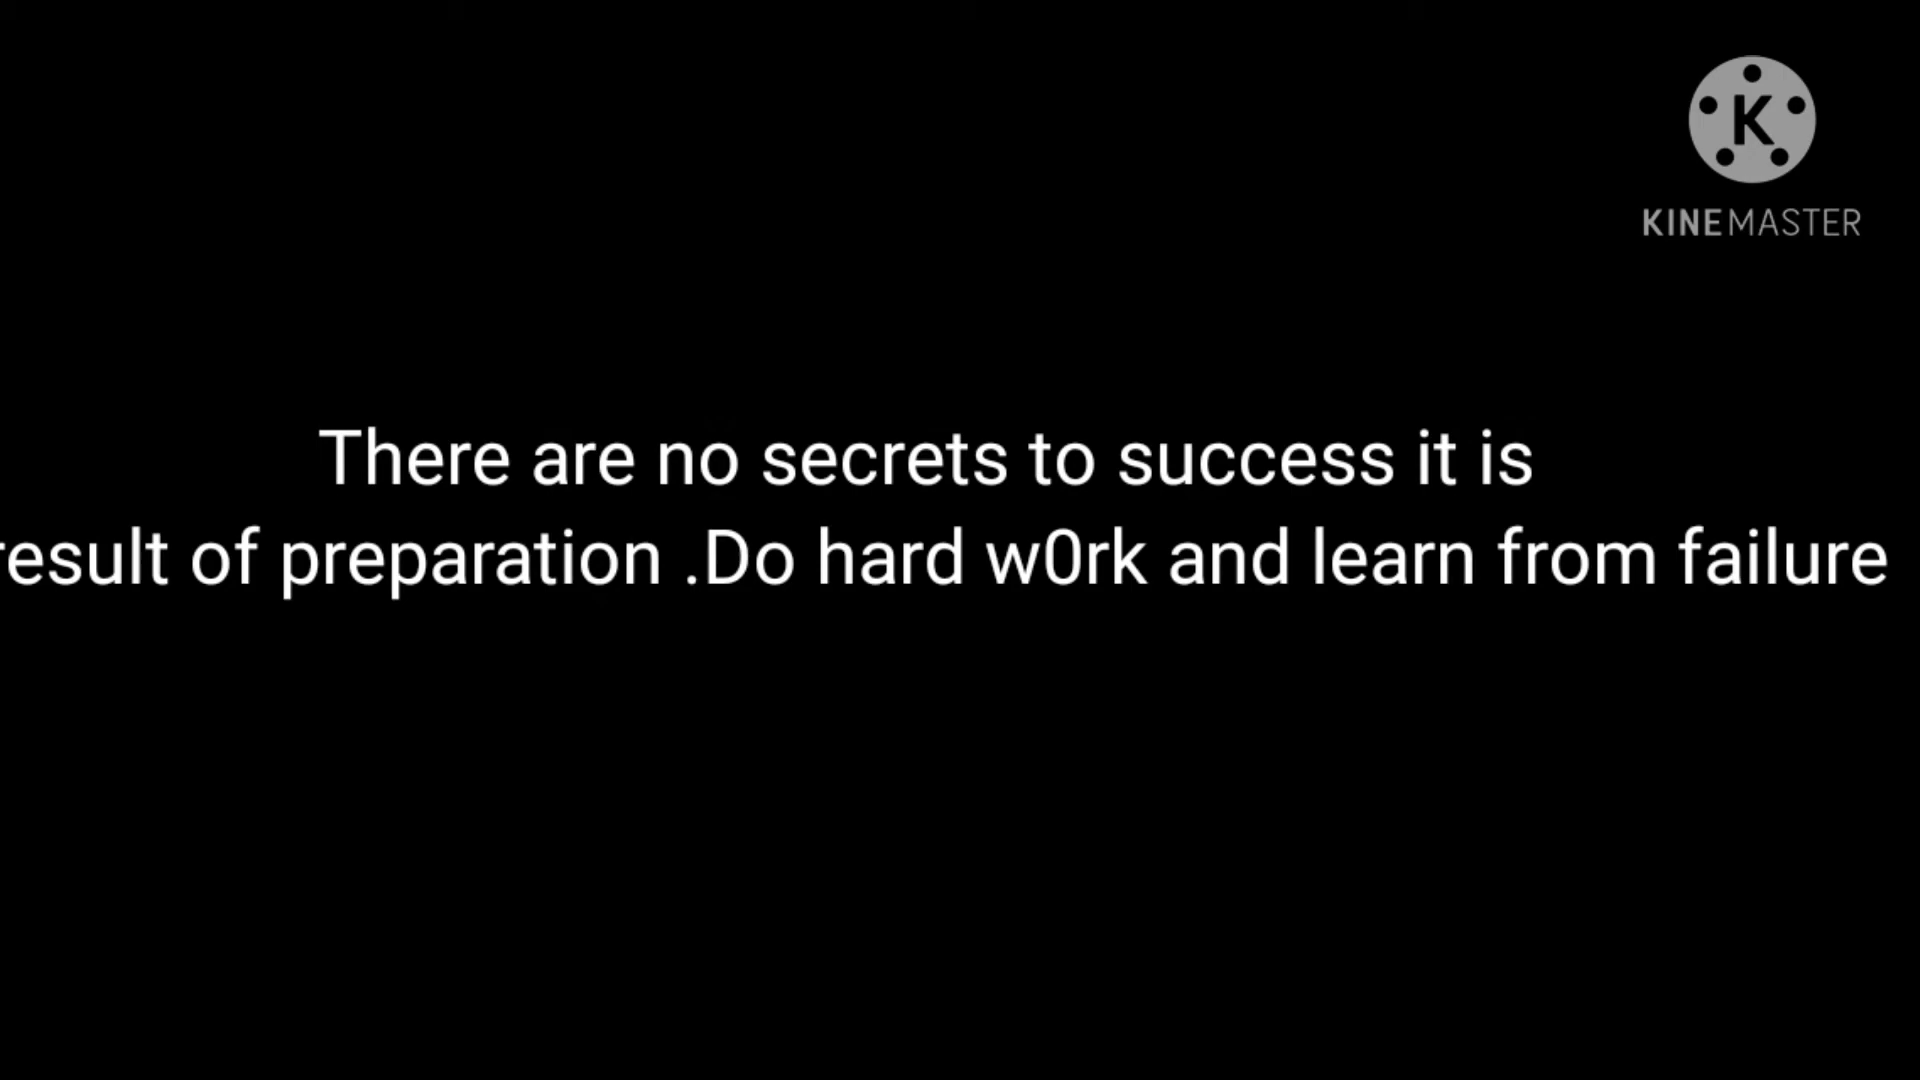 K
KINEMASTER
There are no secrets to success it is
result of preparation .Do hard w0rk and learn from failure